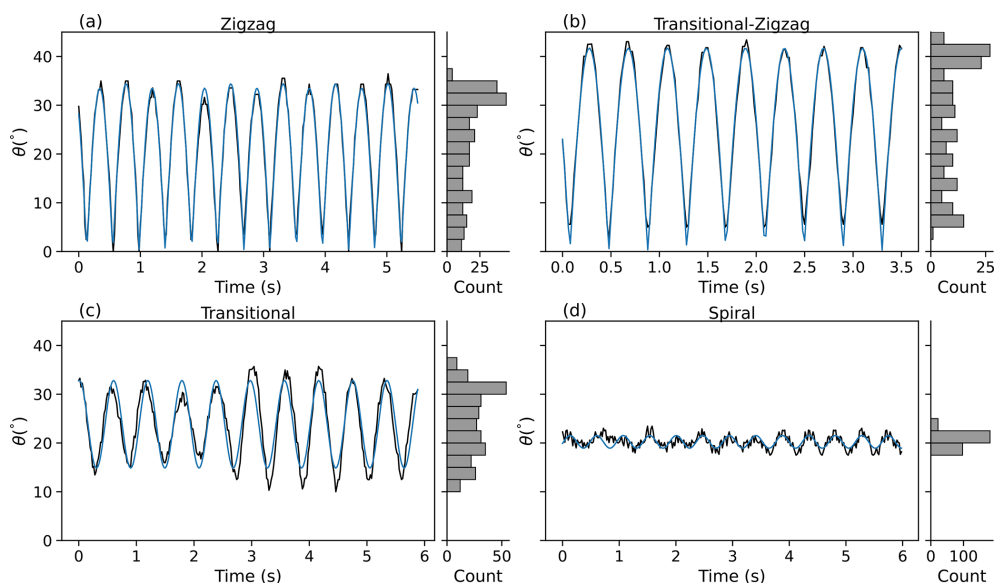 (a) Zigzag
40
30
20
10
0
θ(°)
0 1 2 3 4 5
Time (s)
0 25
Count
(b) Transitional-Zigzag
θ(°)
0.0 0.5 1.0 1.5 2.0 2.5 3.0 3.5
Time (s)
0 25
Count
(c) Transitional
40
30
20
10
0
θ(°)
0 1 2 3 4 5 6
Time (s)
0 50
Count
(d) Spiral
θ(°)
0 1 2 3 4 5 6
Time (s)
0 100
Count